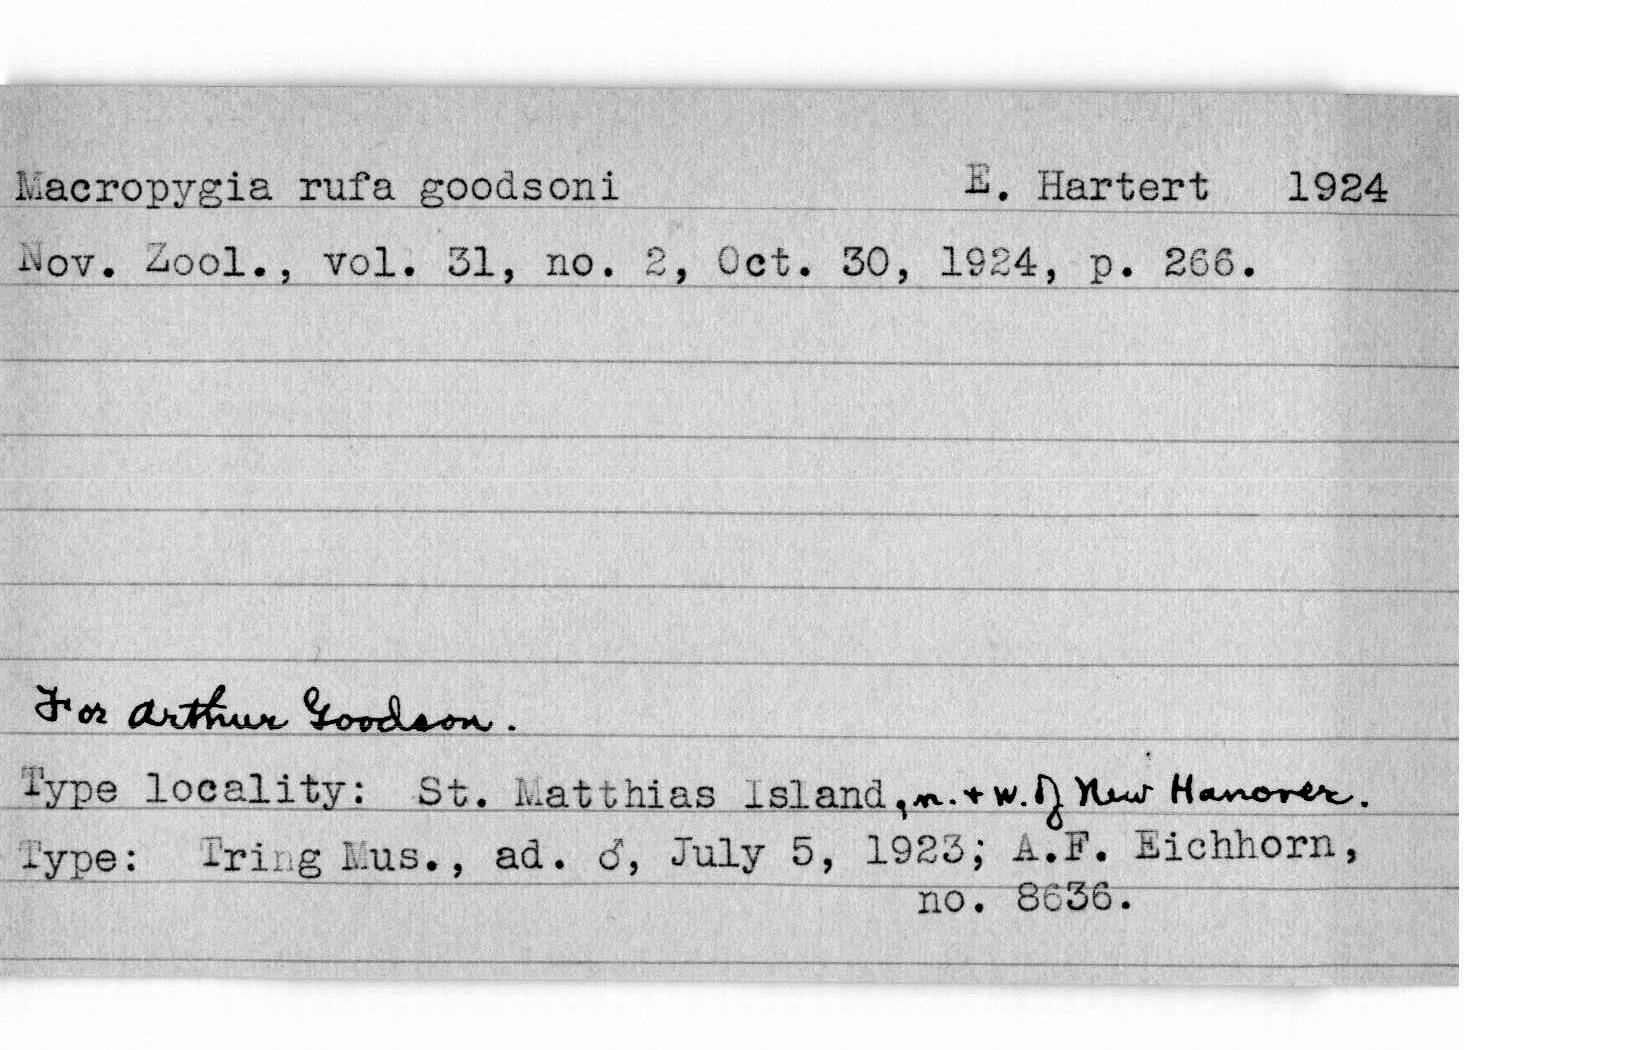 Macropygia rufa goodsoni E. Hartert 1924
Nov. Zool., vol. 31, no. 2, Oct. 30, 1924, p. 266.
For Arthur Goodson.
Type locality: St. Matthias Island, n. + w. of New Hanover.
Type: Tring Mus., ad. ♂, July 5, 1923; A.F. Eichhorn,
no. 8636.